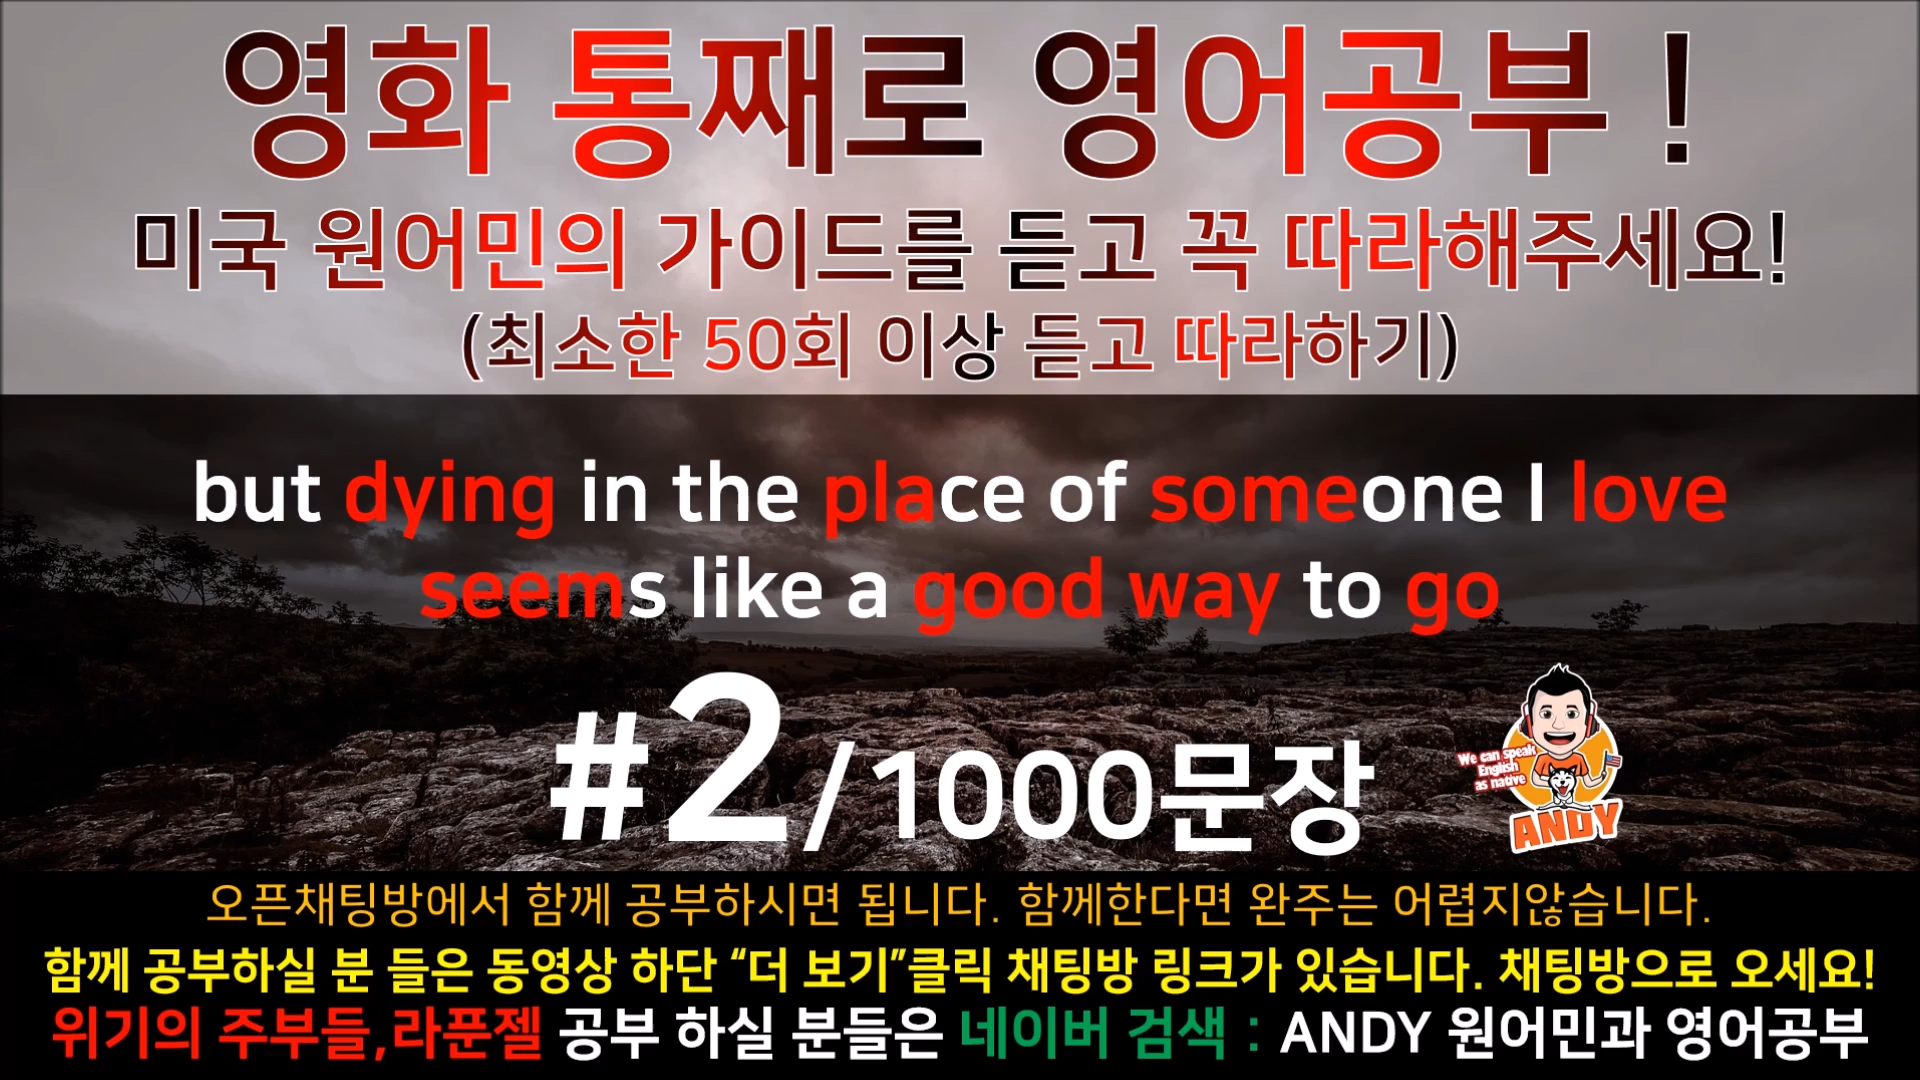 영화 통째로 영어공부 !
미국 원어민의 가이드를 듣고 꼭 따라해주세요!
(최소한 50회 이상 듣고 따라하기)
but dying in the place of someone I love
seems like a good way to go
#2/1000문장
We can speak
English
as native
ANDY
오픈채팅방에서 함께 공부하시면 됩니다. 함께한다면 완주는 어렵지않습니다.
함께 공부하실 분 들은 동영상 하단 “더 보기”클릭 채팅방 링크가 있습니다. 채팅방으로 오세요!
위기의 주부들,라푼젤 공부 하실 분들은 네이버 검색 : ANDY 원어민과 영어공부